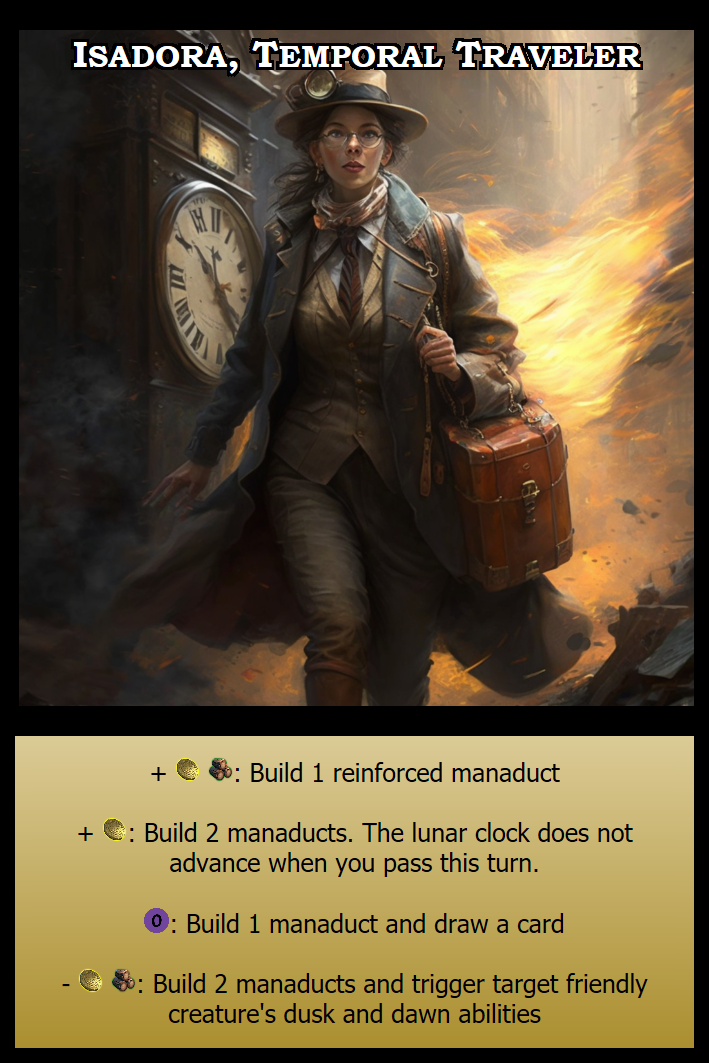 Isadora, Temporal Traveler
+ : Build 1 reinforced manaduct
+ : Build 2 manaducts. The lunar clock does not
advance when you pass this turn.
0: Build 1 manaduct and draw a card
- : Build 2 manaducts and trigger target friendly
creature's dusk and dawn abilities